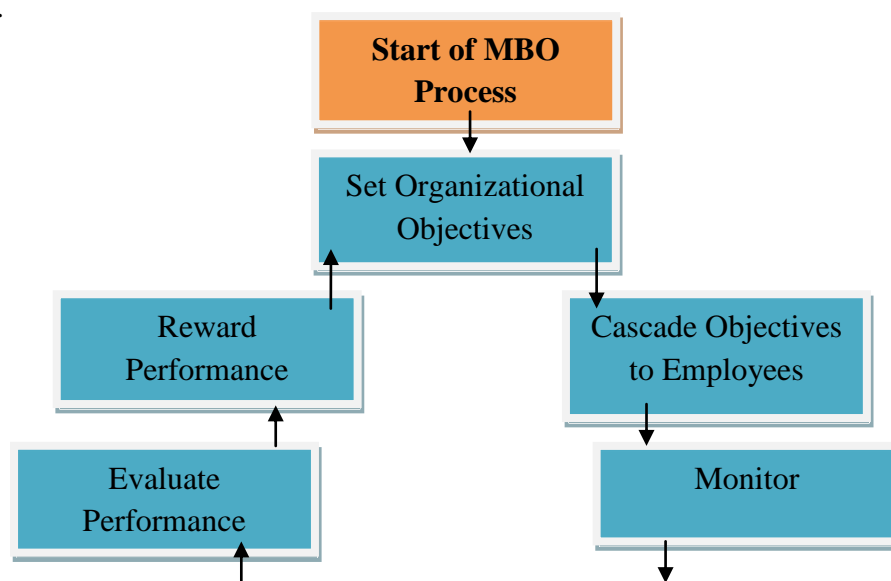 .
Start of MBO
Process
Set Organizational
Objectives
Reward
Performance
Cascade Objectives
to Employees
Evaluate
Performance
Monitor